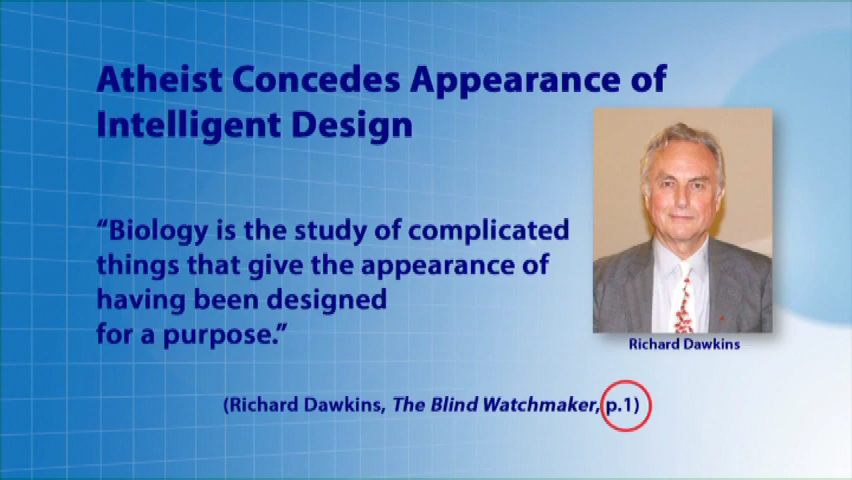 Atheist Concedes Appearance of
Intelligent Design
“Biology is the study of complicated
things that give the appearance of
having been designed
for a purpose.”
Richard Dawkins
(Richard Dawkins, The Blind Watchmaker, p.1)